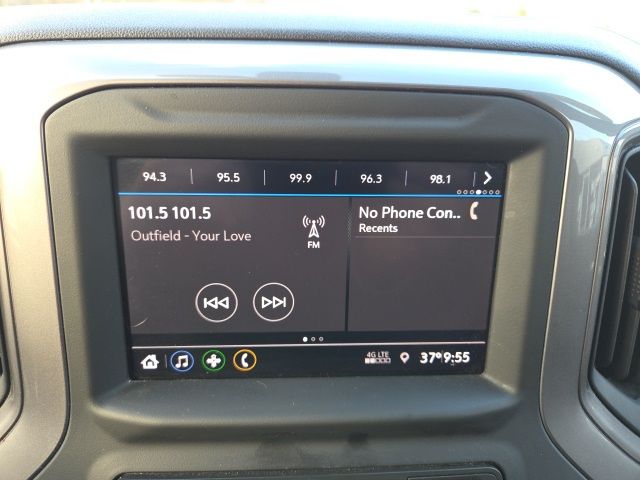 94.3 95.5 99.9 96.3 98.1
101.5 101.5
Outfield - Your Love
FM
No Phone Con..
Recents
4G LTE
37° 9:55